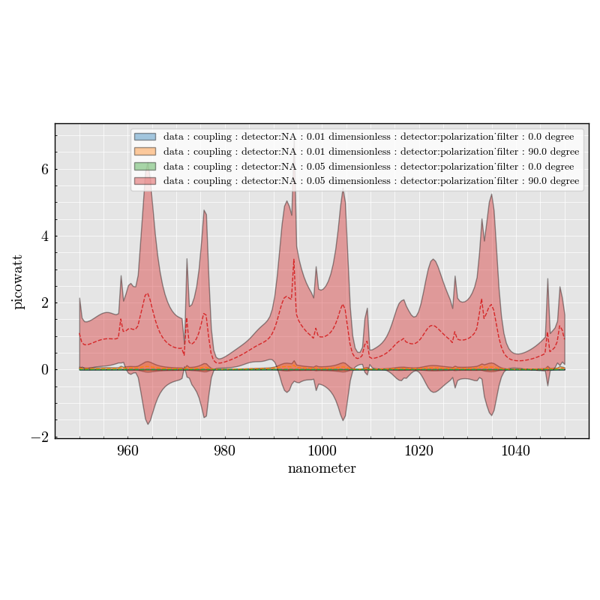 data : coupling : detector:NA : 0.01 dimensionless : detector:polarization˙filter : 0.0 degree
data : coupling : detector:NA : 0.01 dimensionless : detector:polarization˙filter : 90.0 degree
data : coupling : detector:NA : 0.05 dimensionless : detector:polarization˙filter : 0.0 degree
data : coupling : detector:NA : 0.05 dimensionless : detector:polarization˙filter : 90.0 degree
6
4
2
0
−2
picowatt
960 980 1000 1020 1040
nanometer